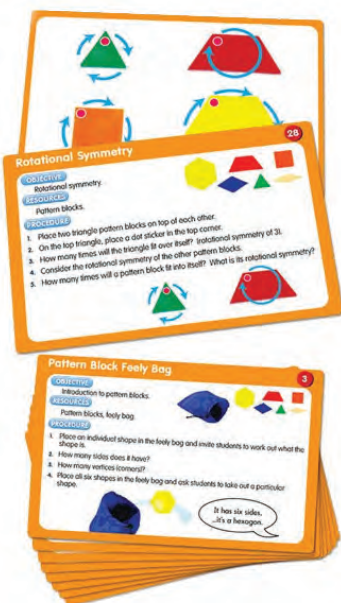 28
Rotational Symmetry
OBJECTIVE
Rotational symmetry.
RESOURCES
Pattern blocks.
PROCEDURE
1. Place two triangle pattern blocks on top of each other.
2. On the top triangle, place a dot sticker in the top corner.
3. How many times will the triangle fit over itself? (rotational symmetry of 3).
4. Consider the rotational symmetry of the other pattern blocks.
5. How many times will a pattern block fit into itself? What is its rotational symmetry?
Pattern Block Feely Bag
3
OBJECTIVE
Introduction to pattern blocks.
RESOURCES
Pattern blocks, feely bag.
PROCEDURE
1. Place an individual shape in the feely bag and invite students to work out what the
shape is.
2. How many sides does it have?
3. How many vertices (corners)?
4. Place all six shapes in the feely bag and ask students to take out a particular
shape.
It has six sides,
...it's a hexagon.